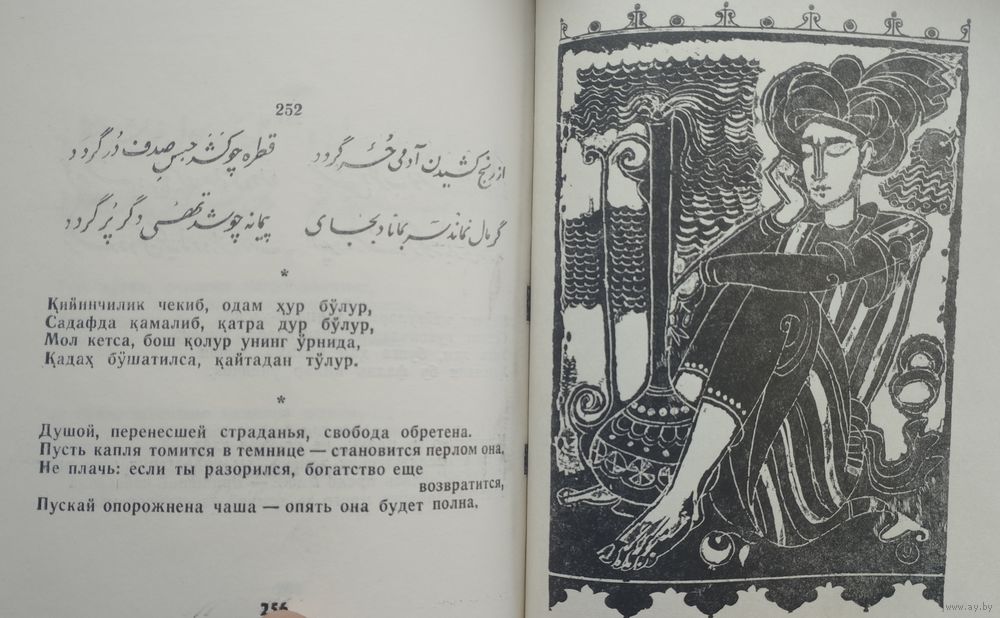 252
از رنج کشیدن آدمی حُر گردد
قطره چو کشد حبس صدف دُر گردد
گر مال نماند سر بماناد بجای
پیمانه چو شد تهی دگر پُر گردد
*
Қийинчилик чекиб, одам ҳур бўлур,
Садафда қамалиб, қатра дур бўлур,
Мол кетса, бош қолур унинг ўрнида,
Қадаҳ бўшатилса, қайтадан тўлур.
*
Душой, перенесшей страданья, свобода обретена.
Пусть капля томится в темнице — становится перлом она.
Не плачь: если ты разорился, богатство еще
возвратится,
Пускай опорожнена чаша — опять она будет полна.
256
www.ay.by